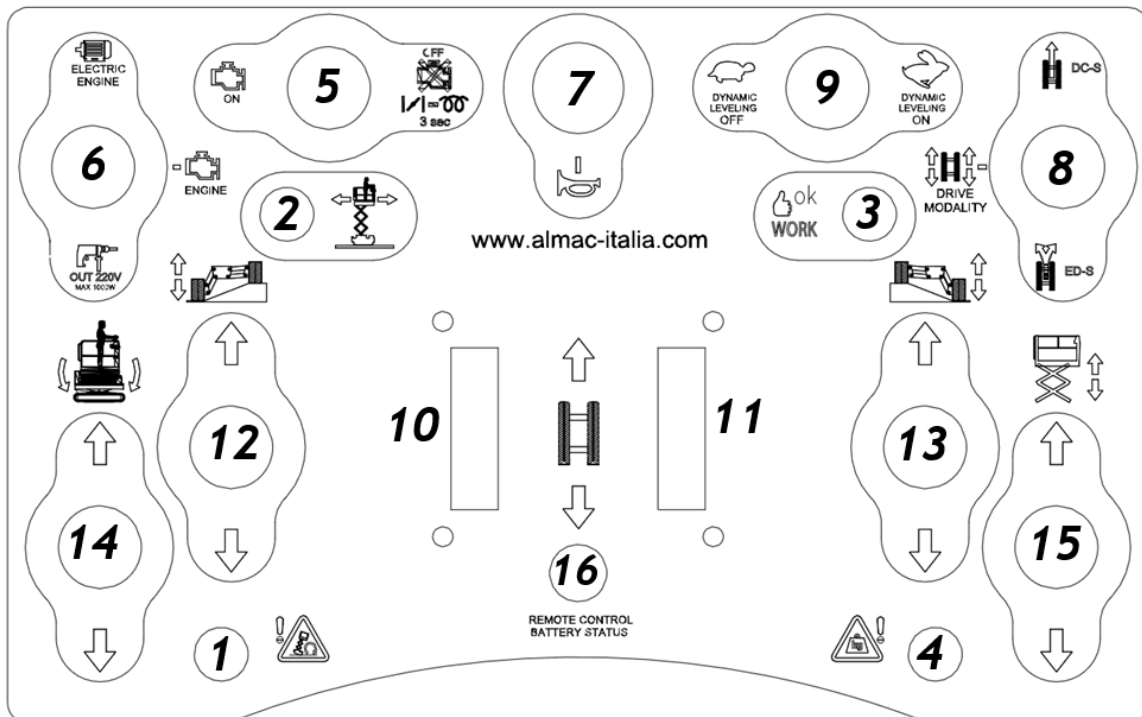 6
ELECTRIC
ENGINE
ENGINE
OUT 220V
MAX 1000W
5
ON
OFF
3 sec
7
9
DYNAMIC
LEVELING
OFF
DYNAMIC
LEVELING
ON
8
DC-S
DRIVE
MODALITY
ED-S
2
ok
WORK
3
www.almac-italia.com
12
10
11
13
14
15
16
REMOTE CONTROL
BATTERY STATUS
1
kg
4